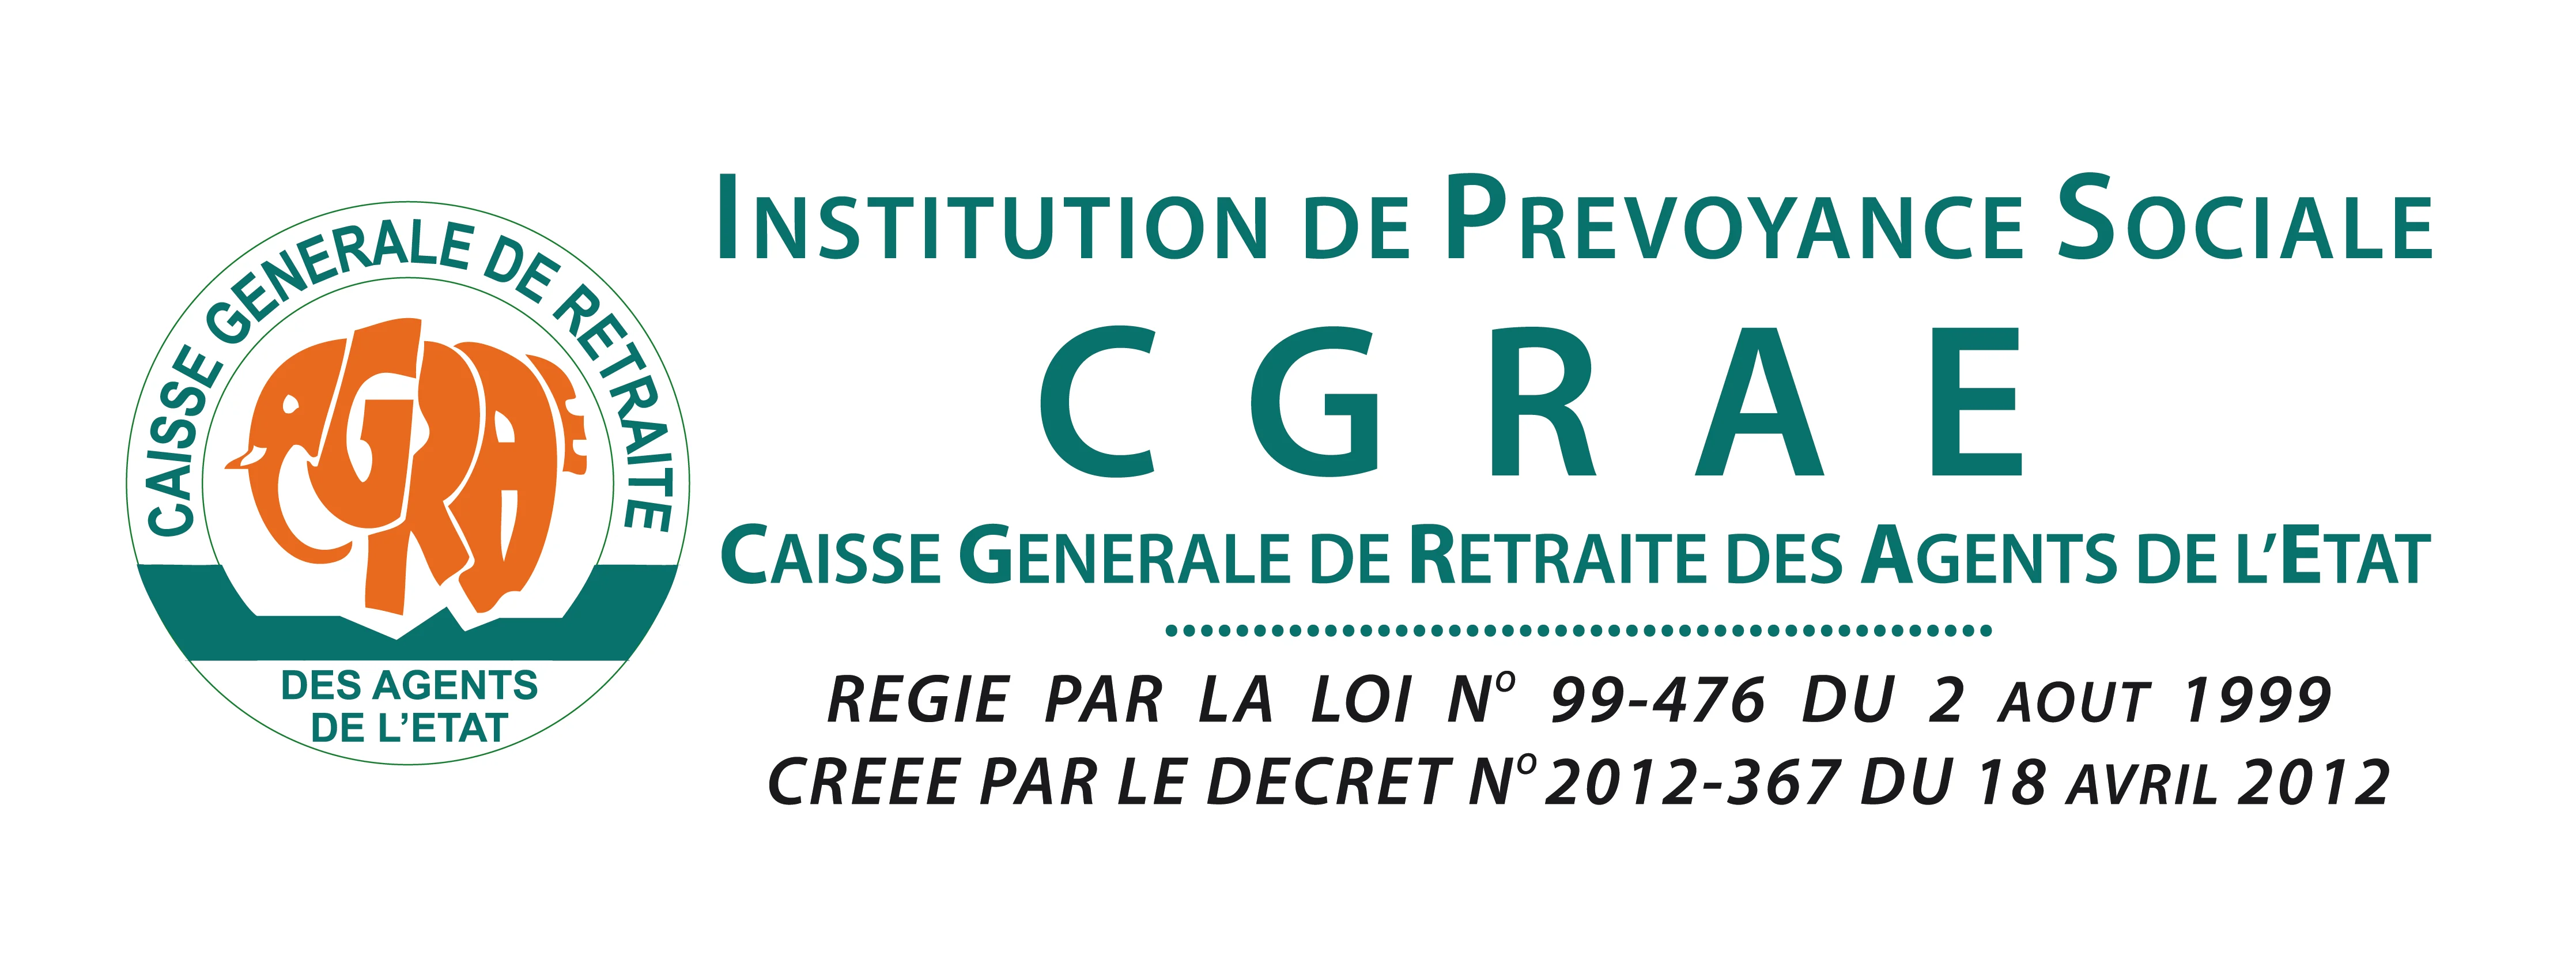 CAISSE GENERALE DE RETRAITE
CGRAE
DES AGENTS
DE L'ETAT
INSTITUTION DE PREVOYANCE SOCIALE
C G R A E
CAISSE GENERALE DE RETRAITE DES AGENTS DE L'ETAT
REGIE PAR LA LOI Nº 99-476 DU 2 AOUT 1999
CREEE PAR LE DECRET Nº 2012-367 DU 18 AVRIL 2012